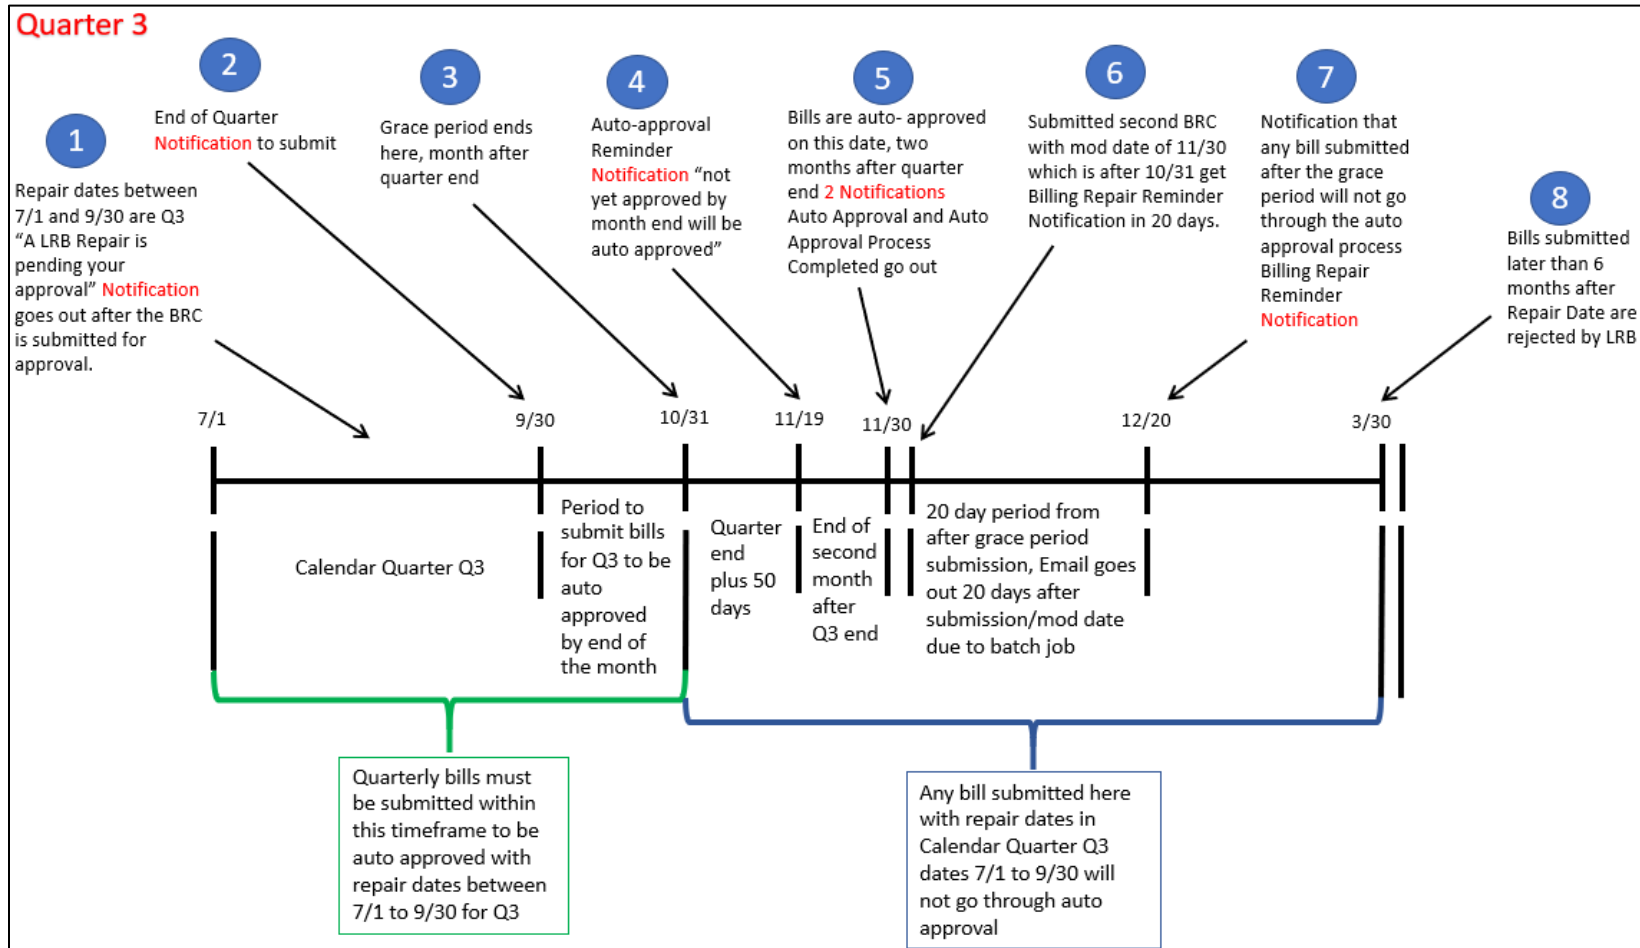 Quarter 3
1
Repair dates between
7/1 and 9/30 are Q3
“A LRB Repair is
pending your
approval” Notification
goes out after the BRC
is submitted for
approval.
2
End of Quarter
Notification to submit
3
Grace period ends
here, month after
quarter end
4
Auto-approval
Reminder
Notification “not
yet approved by
month end will be
auto approved”
5
Bills are auto- approved
on this date, two
months after quarter
end 2 Notifications
Auto Approval and Auto
Approval Process
Completed go out
6
Submitted second BRC
with mod date of 11/30
which is after 10/31 get
Billing Repair Reminder
Notification in 20 days.
7
Notification that
any bill submitted
after the grace
period will not go
through the auto
approval process
Billing Repair
Reminder
Notification
8
Bills submitted
later than 6
months after
Repair Date are
rejected by LRB
7/1
9/30
10/31
11/19
11/30
12/20
3/30
Calendar Quarter Q3
Period to
submit bills
for Q3 to be
auto
approved
by end of
the month
Quarter
end
plus 50
days
End of
second
month
after
Q3 end
20 day period from
after grace period
submission, Email goes
out 20 days after
submission/mod date
due to batch job
Quarterly bills must
be submitted within
this timeframe to be
auto approved with
repair dates between
7/1 to 9/30 for Q3
Any bill submitted here
with repair dates in
Calendar Quarter Q3
dates 7/1 to 9/30 will
not go through auto
approval